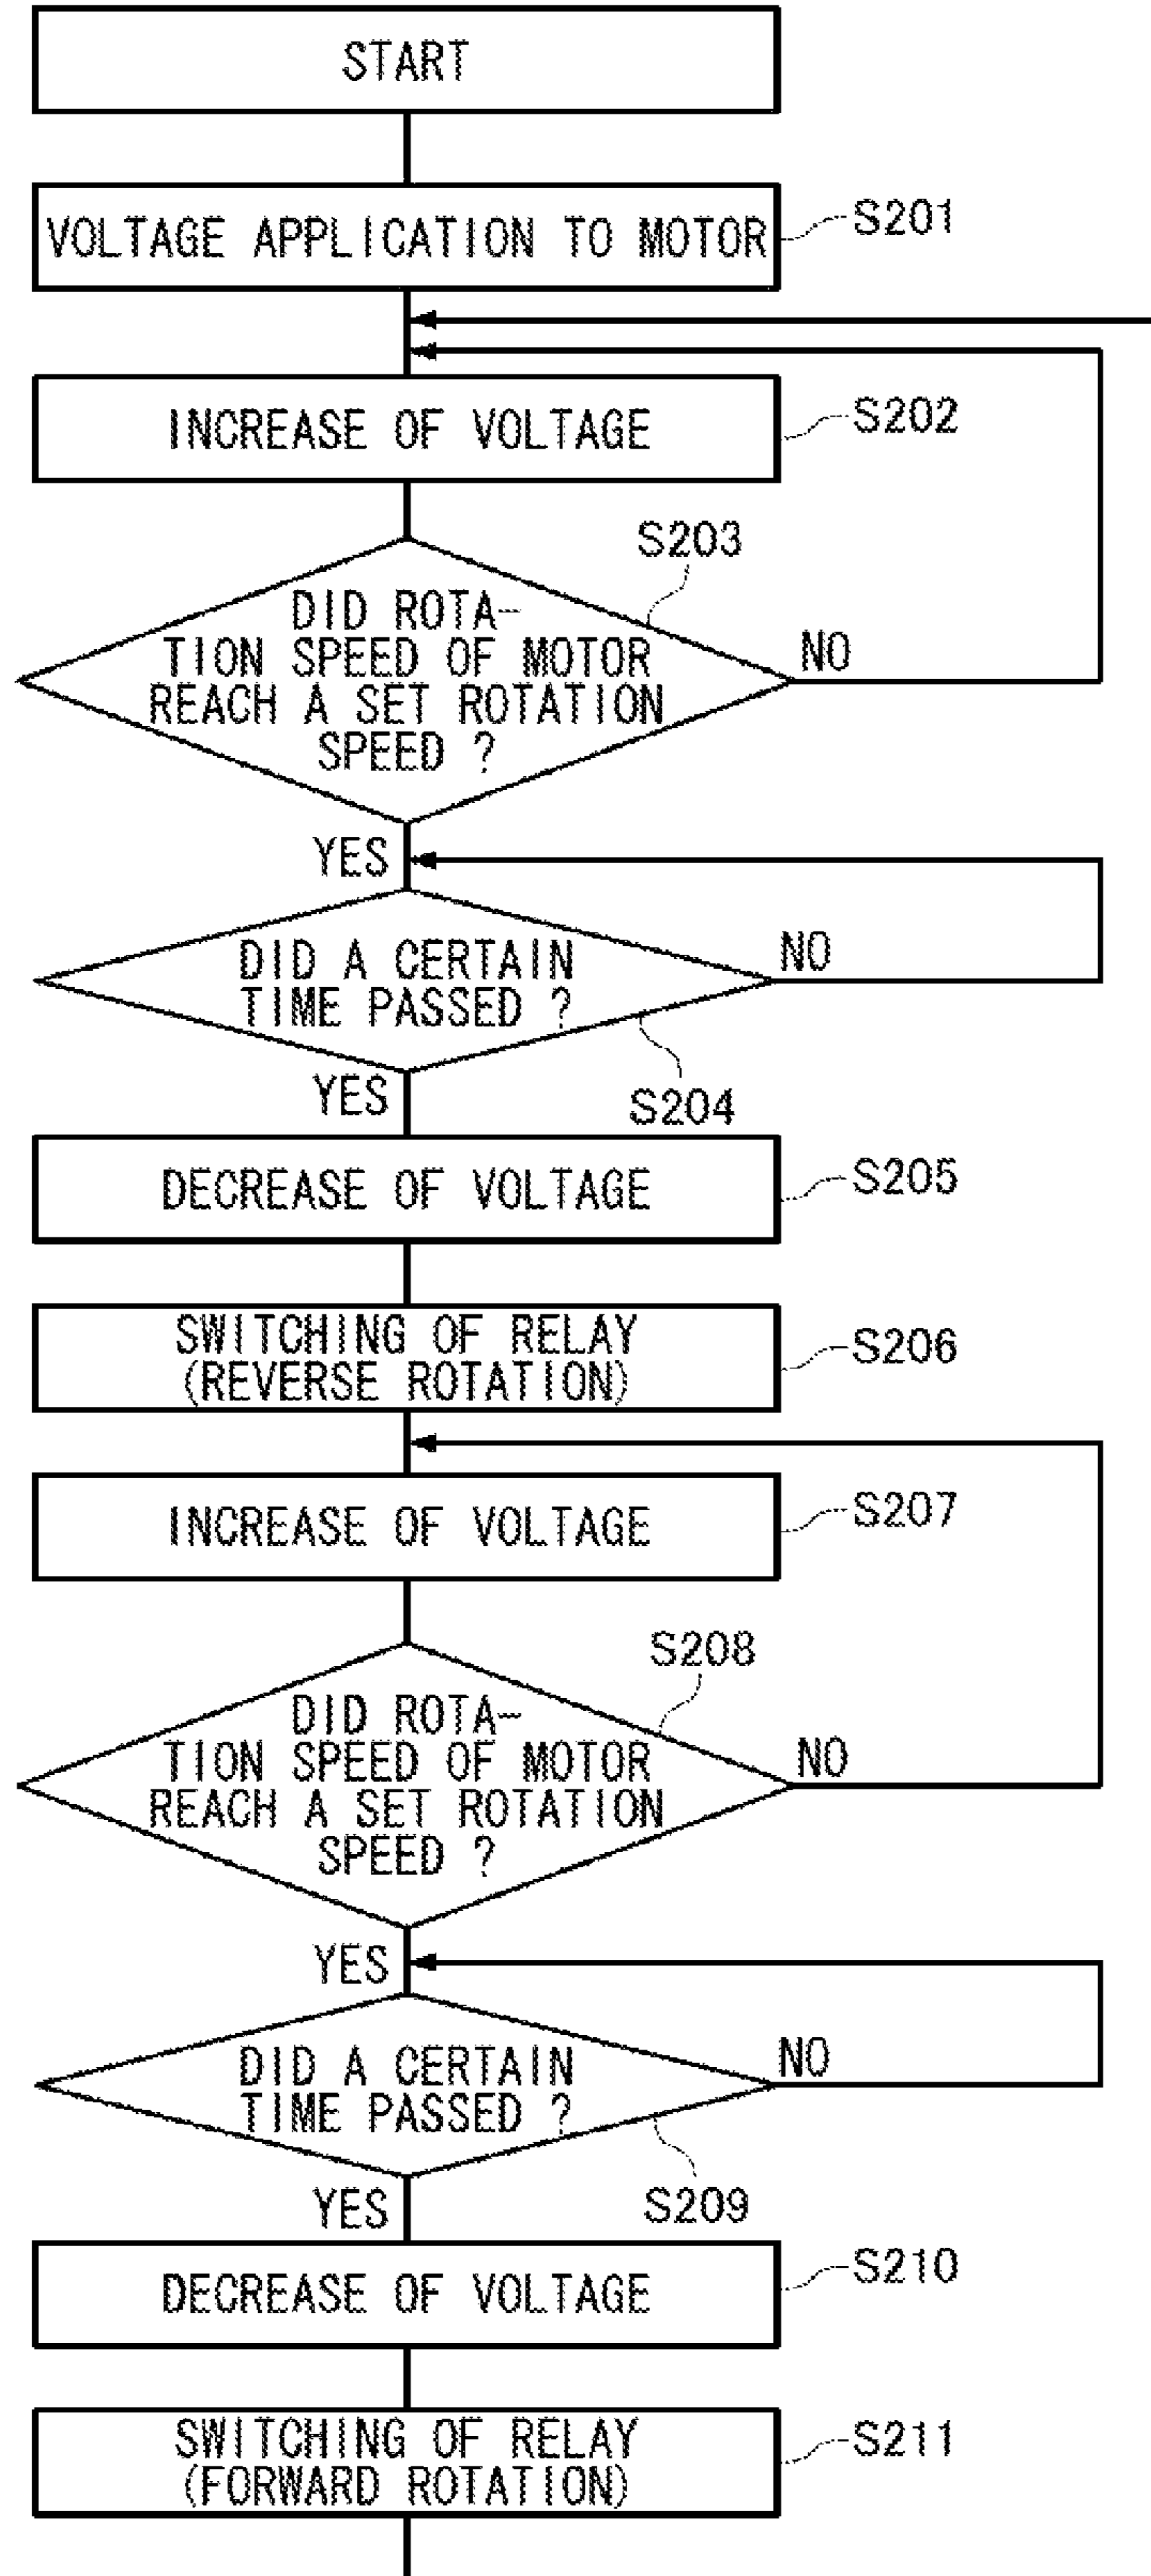 START
VOLTAGE APPLICATION TO MOTOR
S201
INCREASE OF VOLTAGE
S202
S203
DID ROTA-
TION SPEED OF MOTOR
REACH A SET ROTATION
SPEED ?
NO
YES
DID A CERTAIN
TIME PASSED ?
NO
YES
S204
DECREASE OF VOLTAGE
S205
SWITCHING OF RELAY
(REVERSE ROTATION)
S206
INCREASE OF VOLTAGE
S207
S208
DID ROTA-
TION SPEED OF MOTOR
REACH A SET ROTATION
SPEED ?
NO
YES
DID A CERTAIN
TIME PASSED ?
NO
YES
S209
DECREASE OF VOLTAGE
S210
SWITCHING OF RELAY
(FORWARD ROTATION)
S211